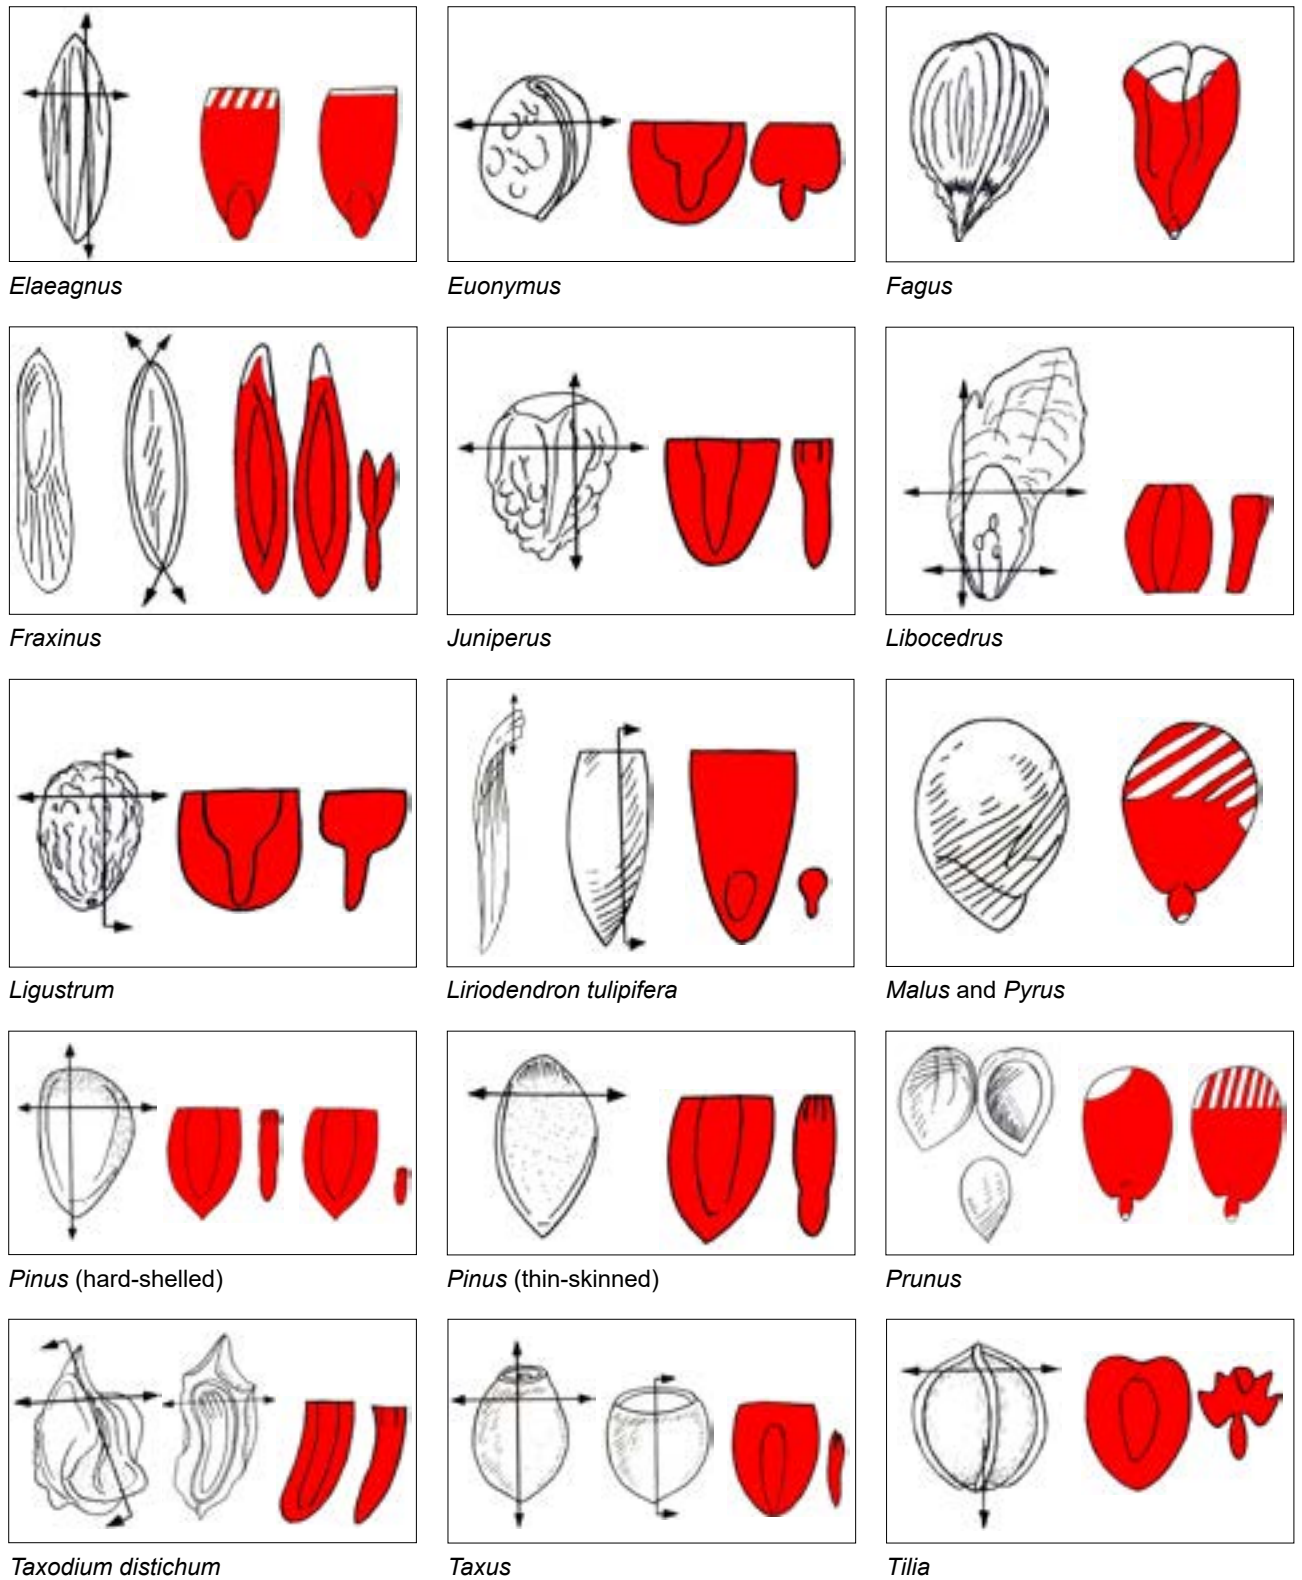 Elaeagnus
Euonymus
Fagus
Fraxinus
Juniperus
Libocedrus
Ligustrum
Liriodendron tulipifera
Malus and Pyrus
Pinus (hard-shelled)
Pinus (thin-skinned)
Prunus
Taxodium distichum
Taxus
Tilia